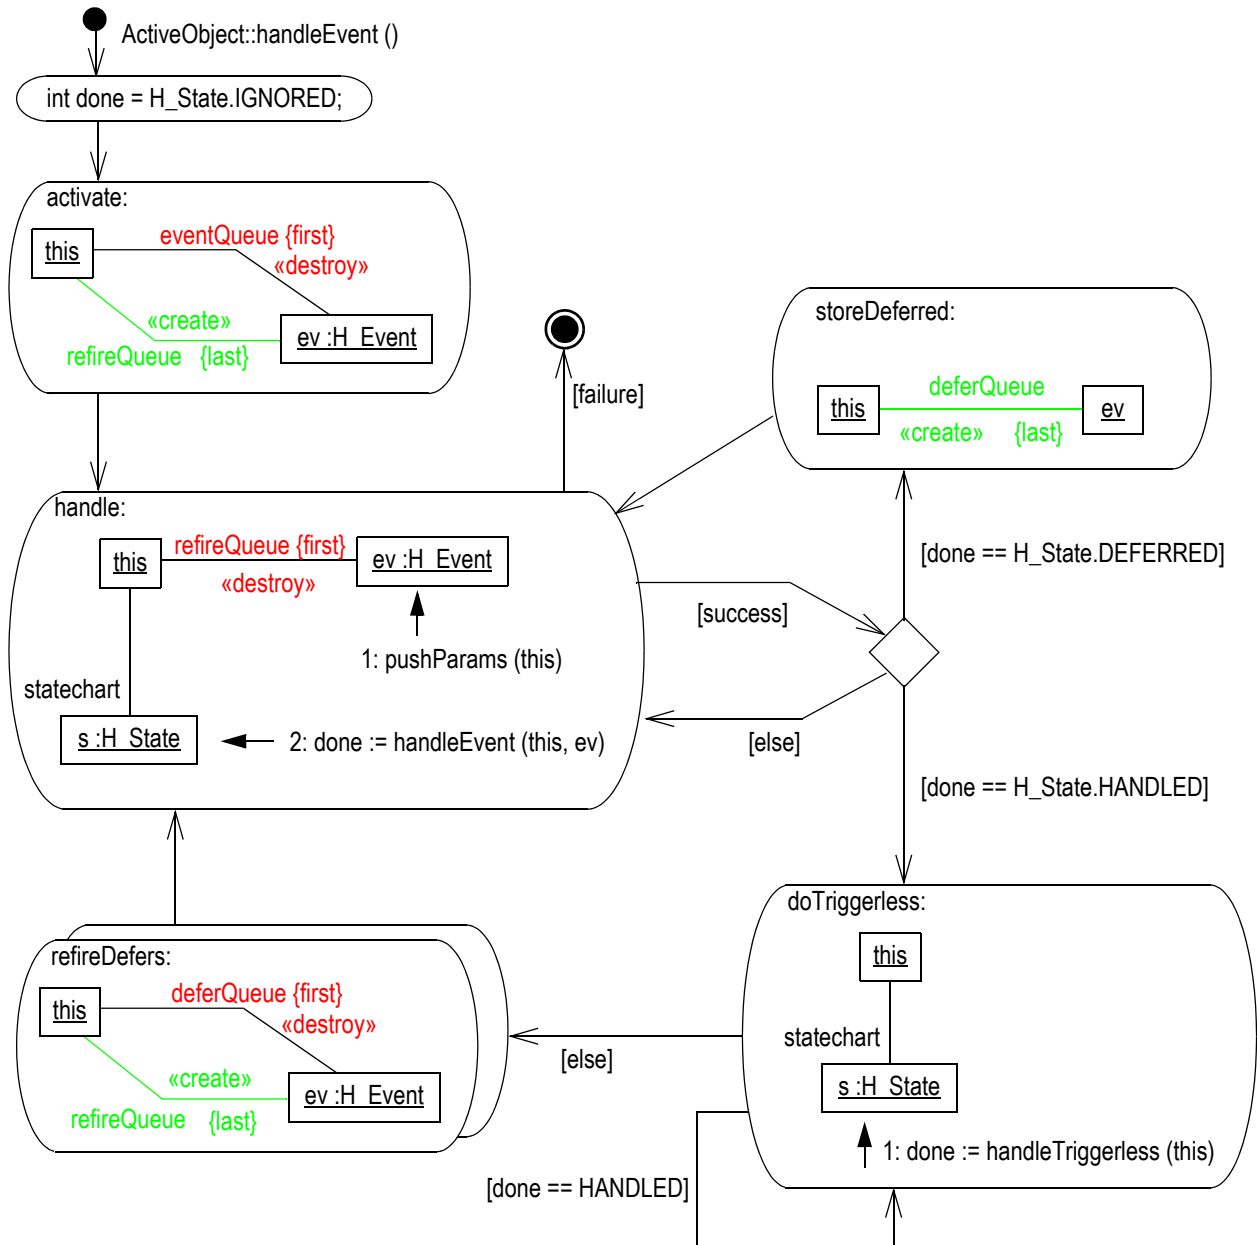 ActiveObject::handleEvent ()
int done = H_State.IGNORED;
activate:
this
eventQueue {first}
«destroy»
«create»
refireQueue {last}
ev :H_Event
[failure]
storeDeferred:
this
deferQueue
«create» {last}
ev
handle:
this
refireQueue {first}
«destroy»
ev :H_Event
1: pushParams (this)
statechart
s :H_State
2: done := handleEvent (this, ev)
[success]
[else]
[done == H_State.DEFERRED]
[done == H_State.HANDLED]
refireDefers:
this
deferQueue {first}
«destroy»
«create»
refireQueue {last}
ev :H_Event
[else]
doTriggerless:
this
statechart
s :H_State
1: done := handleTriggerless (this)
[done == HANDLED]